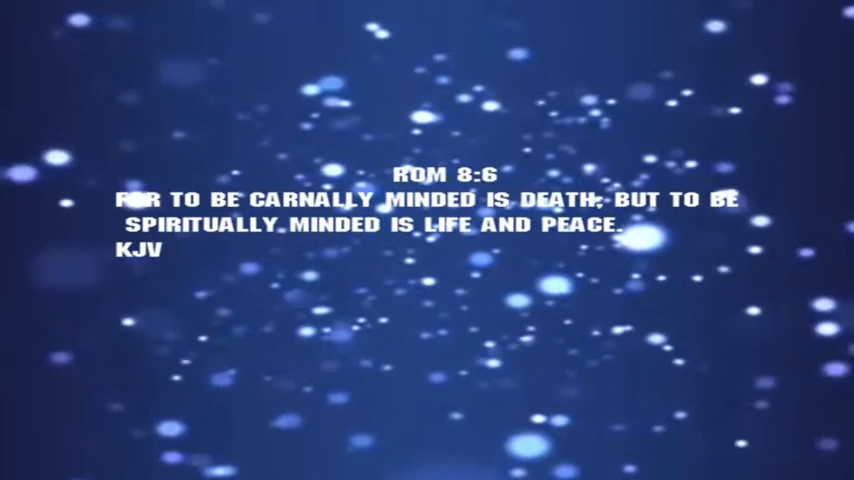 ROM 8:6
FOR TO BE CARNALLY MINDED IS DEATH; BUT TO BE
SPIRITUALLY MINDED IS LIFE AND PEACE.
KJV